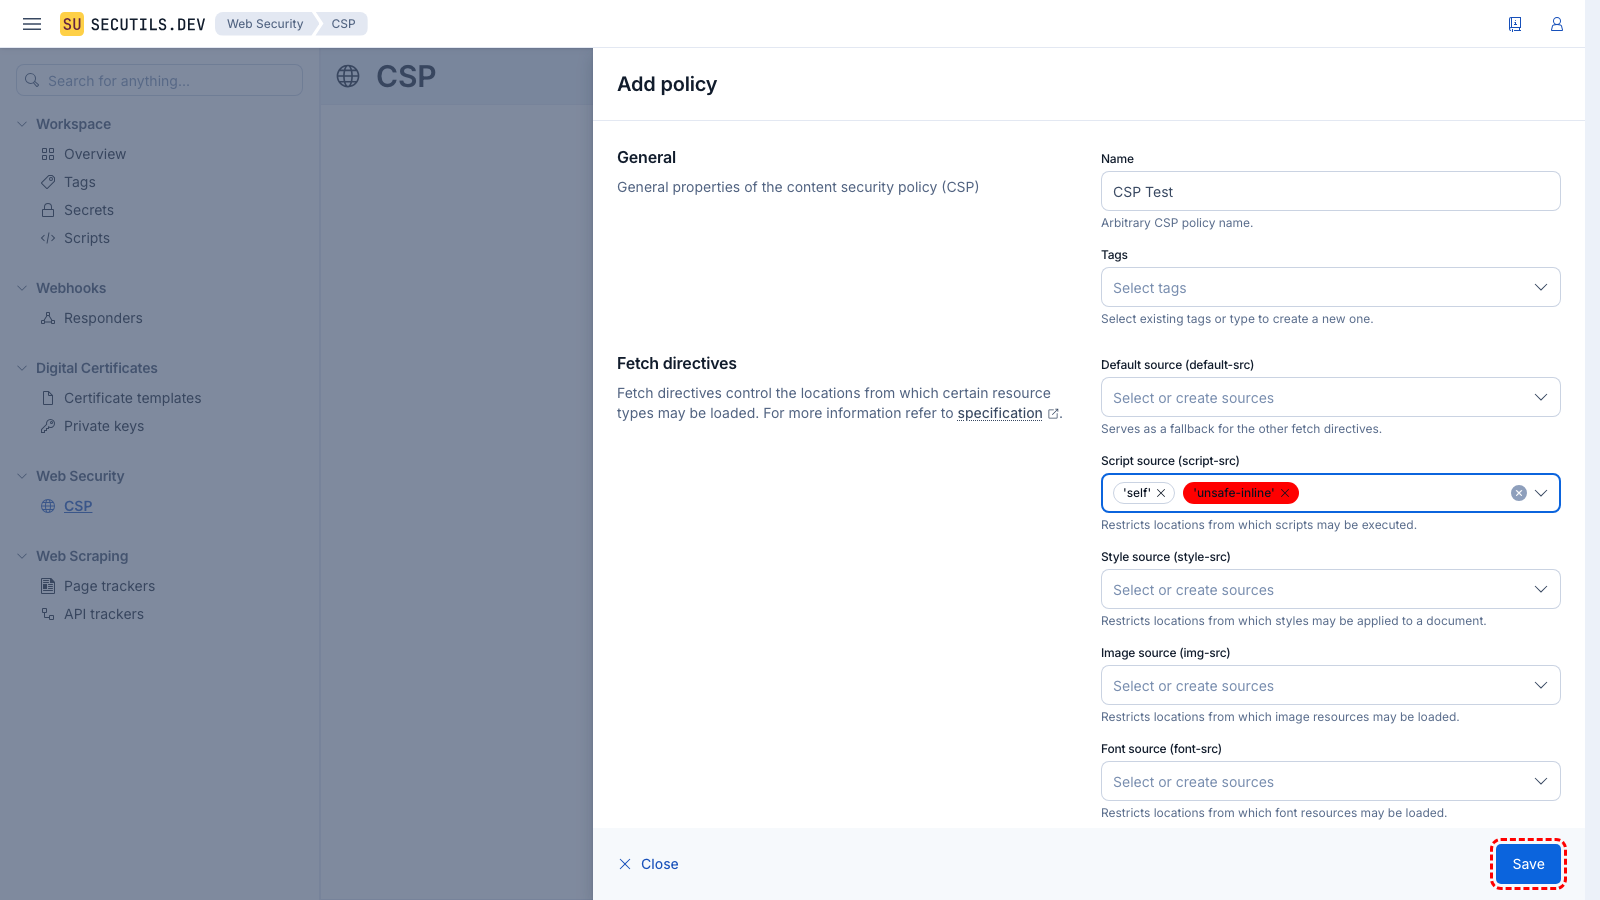 SU SECUTILS.DEV
Web Security
CSP
Search for anything...
Workspace
Overview
Tags
Secrets
Scripts
Webhooks
Responders
Digital Certificates
Certificate templates
Private keys
Web Security
CSP
Web Scraping
Page trackers
API trackers
CSP
Add policy
General
General properties of the content security policy (CSP)
Name
CSP Test
Arbitrary CSP policy name.
Tags
Select tags
Select existing tags or type to create a new one.
Fetch directives
Fetch directives control the locations from which certain resource
types may be loaded. For more information refer to specification.
Default source (default-src)
Select or create sources
Serves as a fallback for the other fetch directives.
Script source (script-src)
'self' 'unsafe-inline'
Restricts locations from which scripts may be executed.
Style source (style-src)
Select or create sources
Restricts locations from which styles may be applied to a document.
Image source (img-src)
Select or create sources
Restricts locations from which image resources may be loaded.
Font source (font-src)
Select or create sources
Restricts locations from which font resources may be loaded.
Close
Save